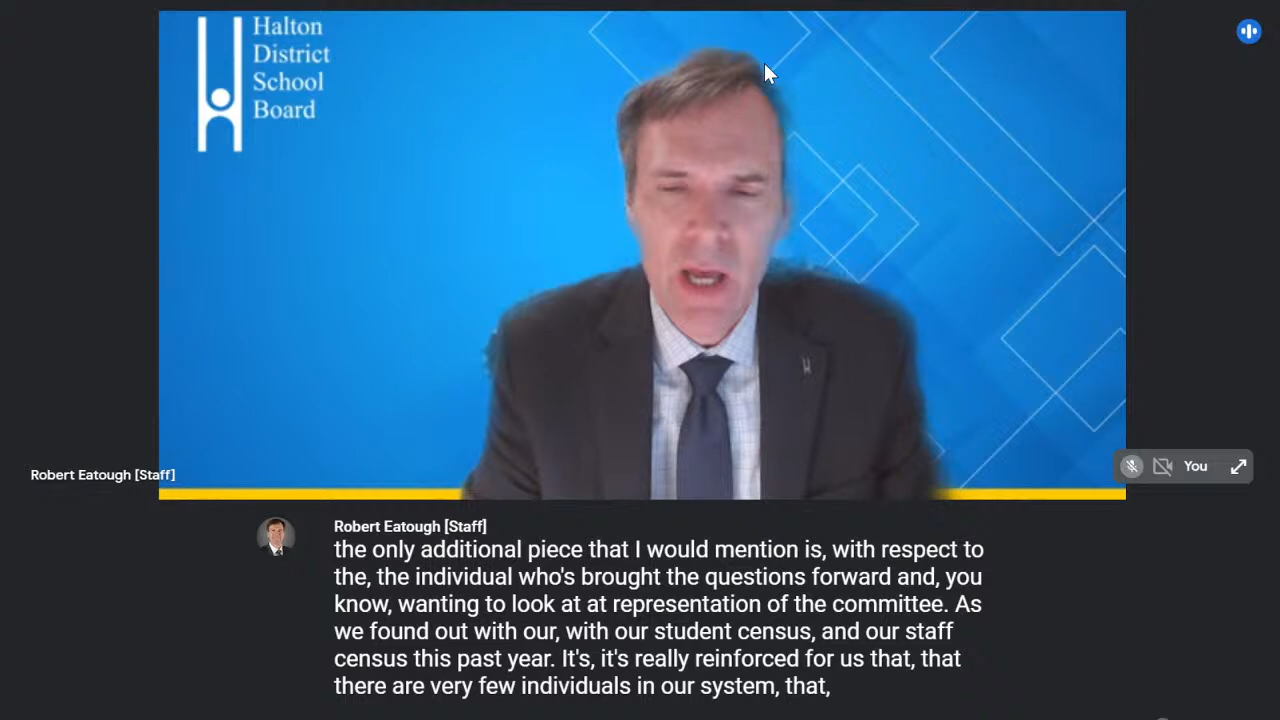 Halton
District
School
Board
You
Robert Eatough [Staff]
Robert Eatough [Staff]
the only additional piece that I would mention is, with respect to
the, the individual who's brought the questions forward and, you
know, wanting to look at at representation of the committee. As
we found out with our, with our student census, and our staff
census this past year. It's, it's really reinforced for us that, that
there are very few individuals in our system, that,